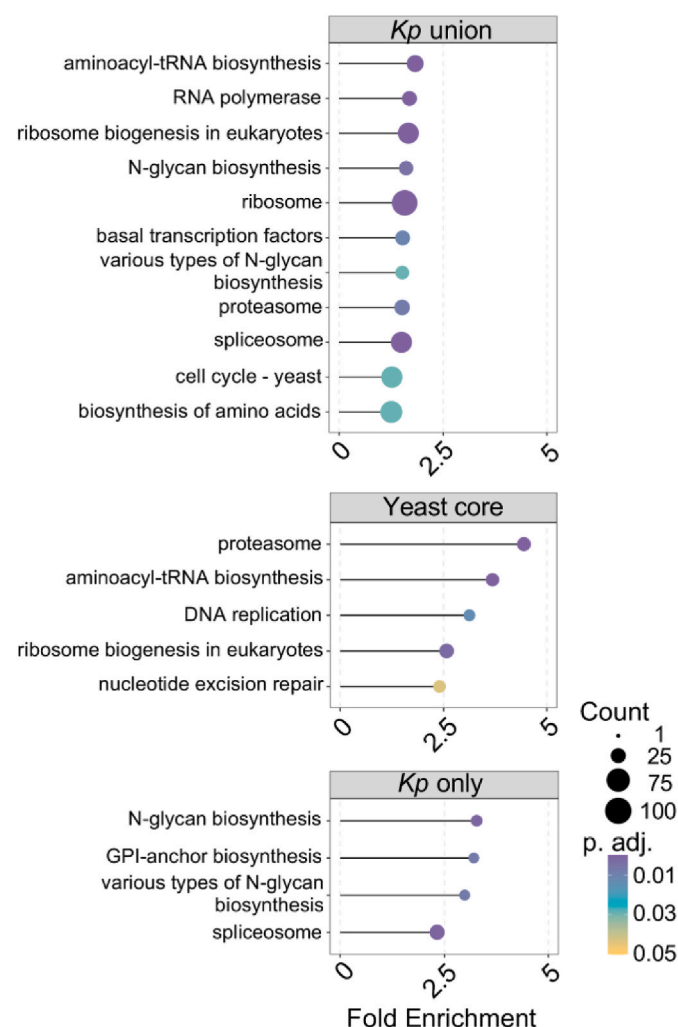 Kp union
aminoacyl-tRNA biosynthesis
RNA polymerase
ribosome biogenesis in eukaryotes
N-glycan biosynthesis
ribosome
basal transcription factors
various types of N-glycan
biosynthesis
proteasome
spliceosome
cell cycle - yeast
biosynthesis of amino acids
0
2.5
5
Yeast core
proteasome
aminoacyl-tRNA biosynthesis
DNA replication
ribosome biogenesis in eukaryotes
nucleotide excision repair
0
2.5
5
Kp only
N-glycan biosynthesis
GPI-anchor biosynthesis
various types of N-glycan
biosynthesis
spliceosome
0
2.5
5
Fold Enrichment
Count
1
25
75
100
p. adj.
0.01
0.03
0.05